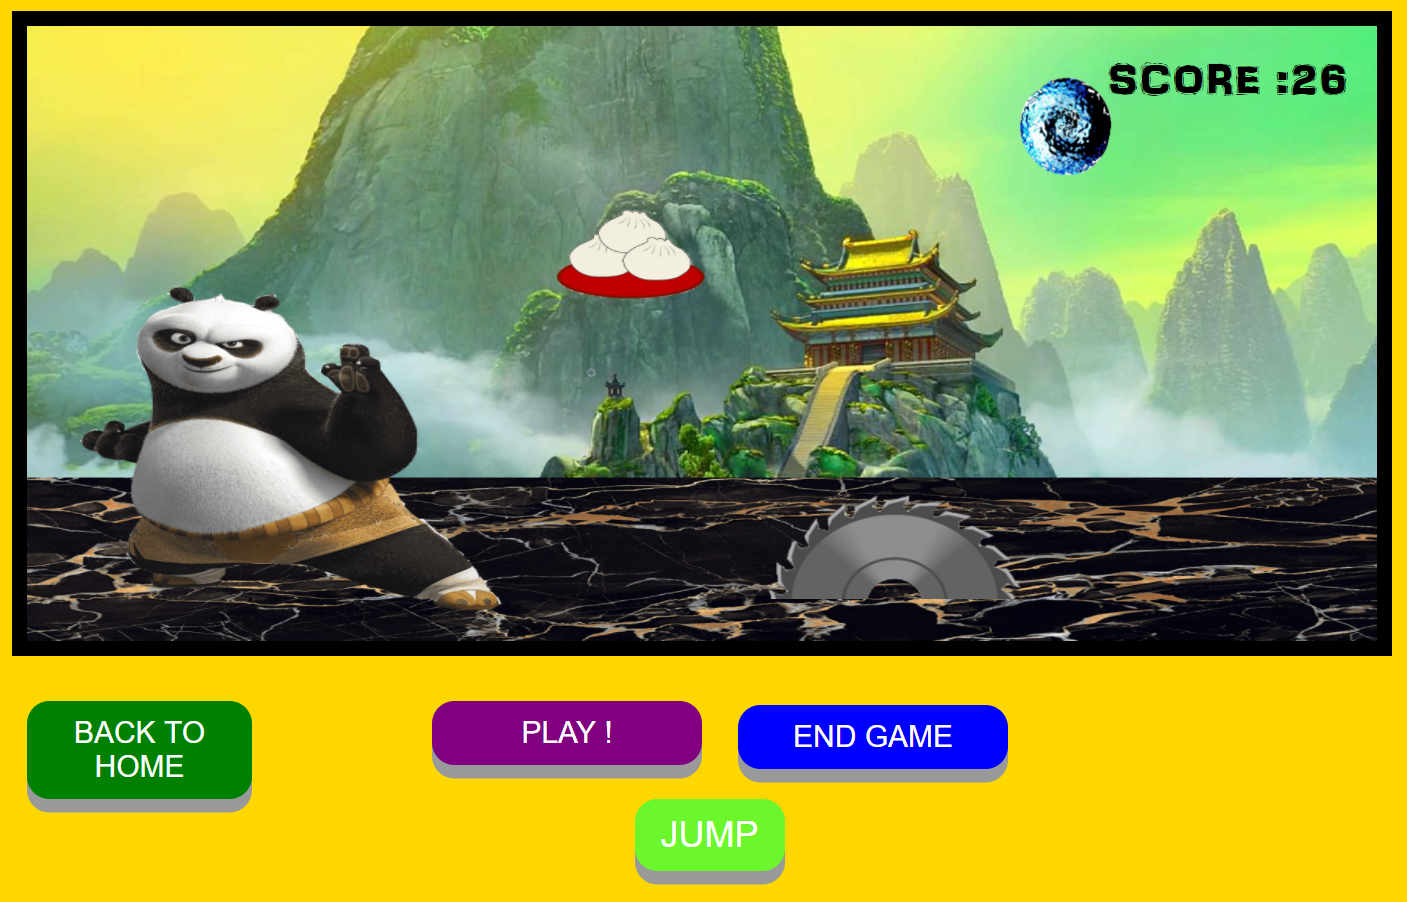 SCORE :26
BACK TO
HOME
PLAY !
END GAME
JUMP